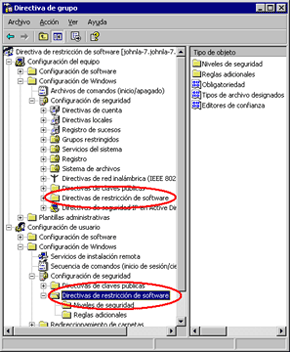 Directiva de grupo
Archivo Acción Ver Ayuda
Directiva de restricción de software [johnla-7.johnla-7
Configuración del equipo
Configuración de software
Configuración de Windows
Archivos de comandos (inicio/apagado)
Configuración de seguridad
Directivas de cuenta
Directivas locales
Registro de sucesos
Grupos restringidos
Servicios del sistema
Registro
Sistema de archivos
Directivas de red inalámbrica (IEEE 802
Directivas de claves públicas
Directivas de restricción de software
Directivas de seguridad IP en Active Di
Plantillas administrativas
Configuración de usuario
Configuración de software
Configuración de Windows
Servicios de instalación remota
Secuencia de comandos (inicio de sesión/cie
Configuración de seguridad
Directivas de claves públicas
Directivas de restricción de software
Niveles de seguridad
Reglas adicionales
Redireccionamiento de carpetas
Tipo de objeto
Niveles de seguridad
Reglas adicionales
Obligatoriedad
Tipos de archivo designados
Editores de confianza